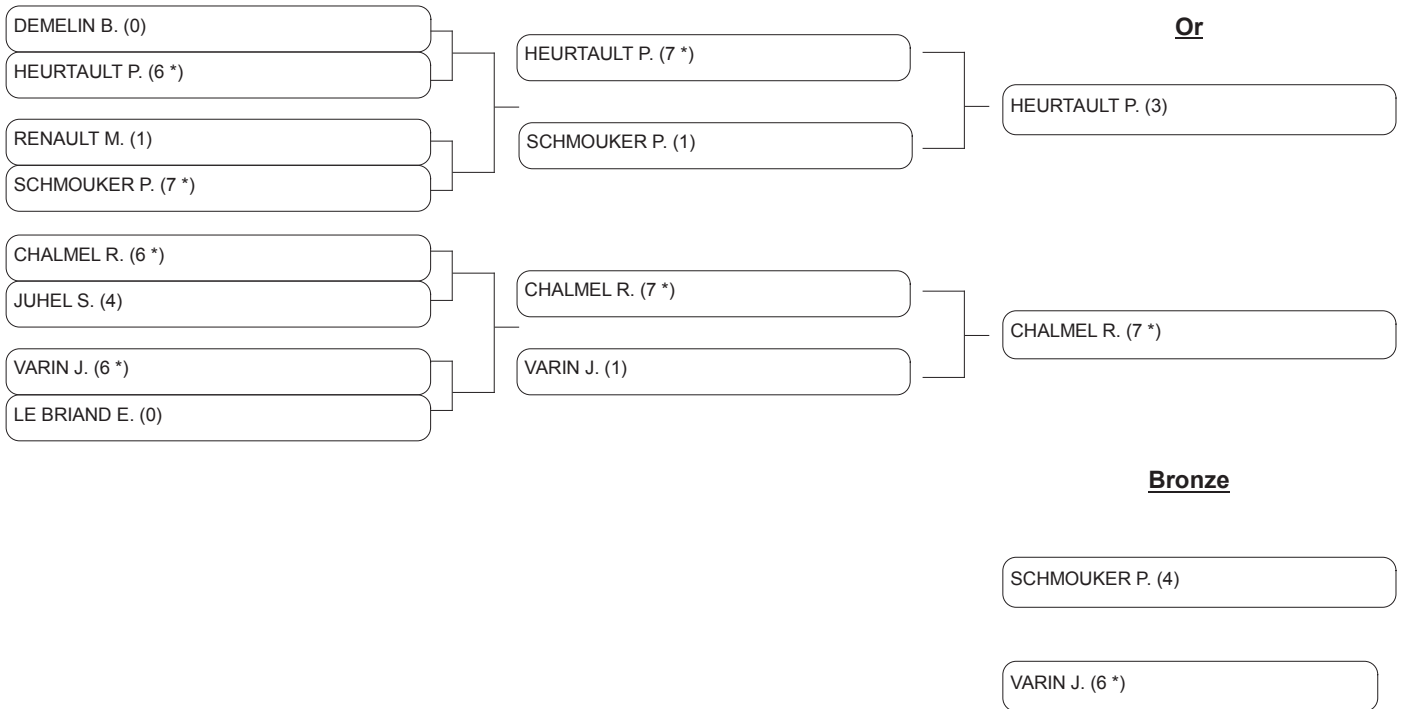 DEMELIN B. (0)
HEURTAULT P. (6 *)
RENAULT M. (1)
SCHMOUKER P. (7 *)
CHALMEL R. (6 *)
JUHEL S. (4)
VARIN J. (6 *)
LE BRIAND E. (0)
HEURTAULT P. (7 *)
SCHMOUKER P. (1)
CHALMEL R. (7 *)
VARIN J. (1)
Or
HEURTAULT P. (3)
CHALMEL R. (7 *)
Bronze
SCHMOUKER P. (4)
VARIN J. (6 *)